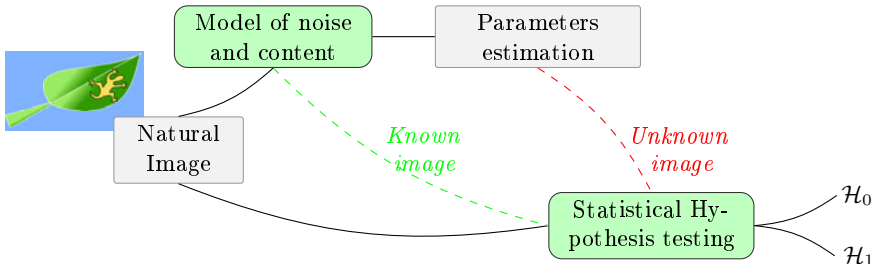 Model of noise
and content
Parameters
estimation
Natural
Image
Known
image
Unknown
image
Statistical Hy-
pothesis testing
ℋ₀
ℋ₁